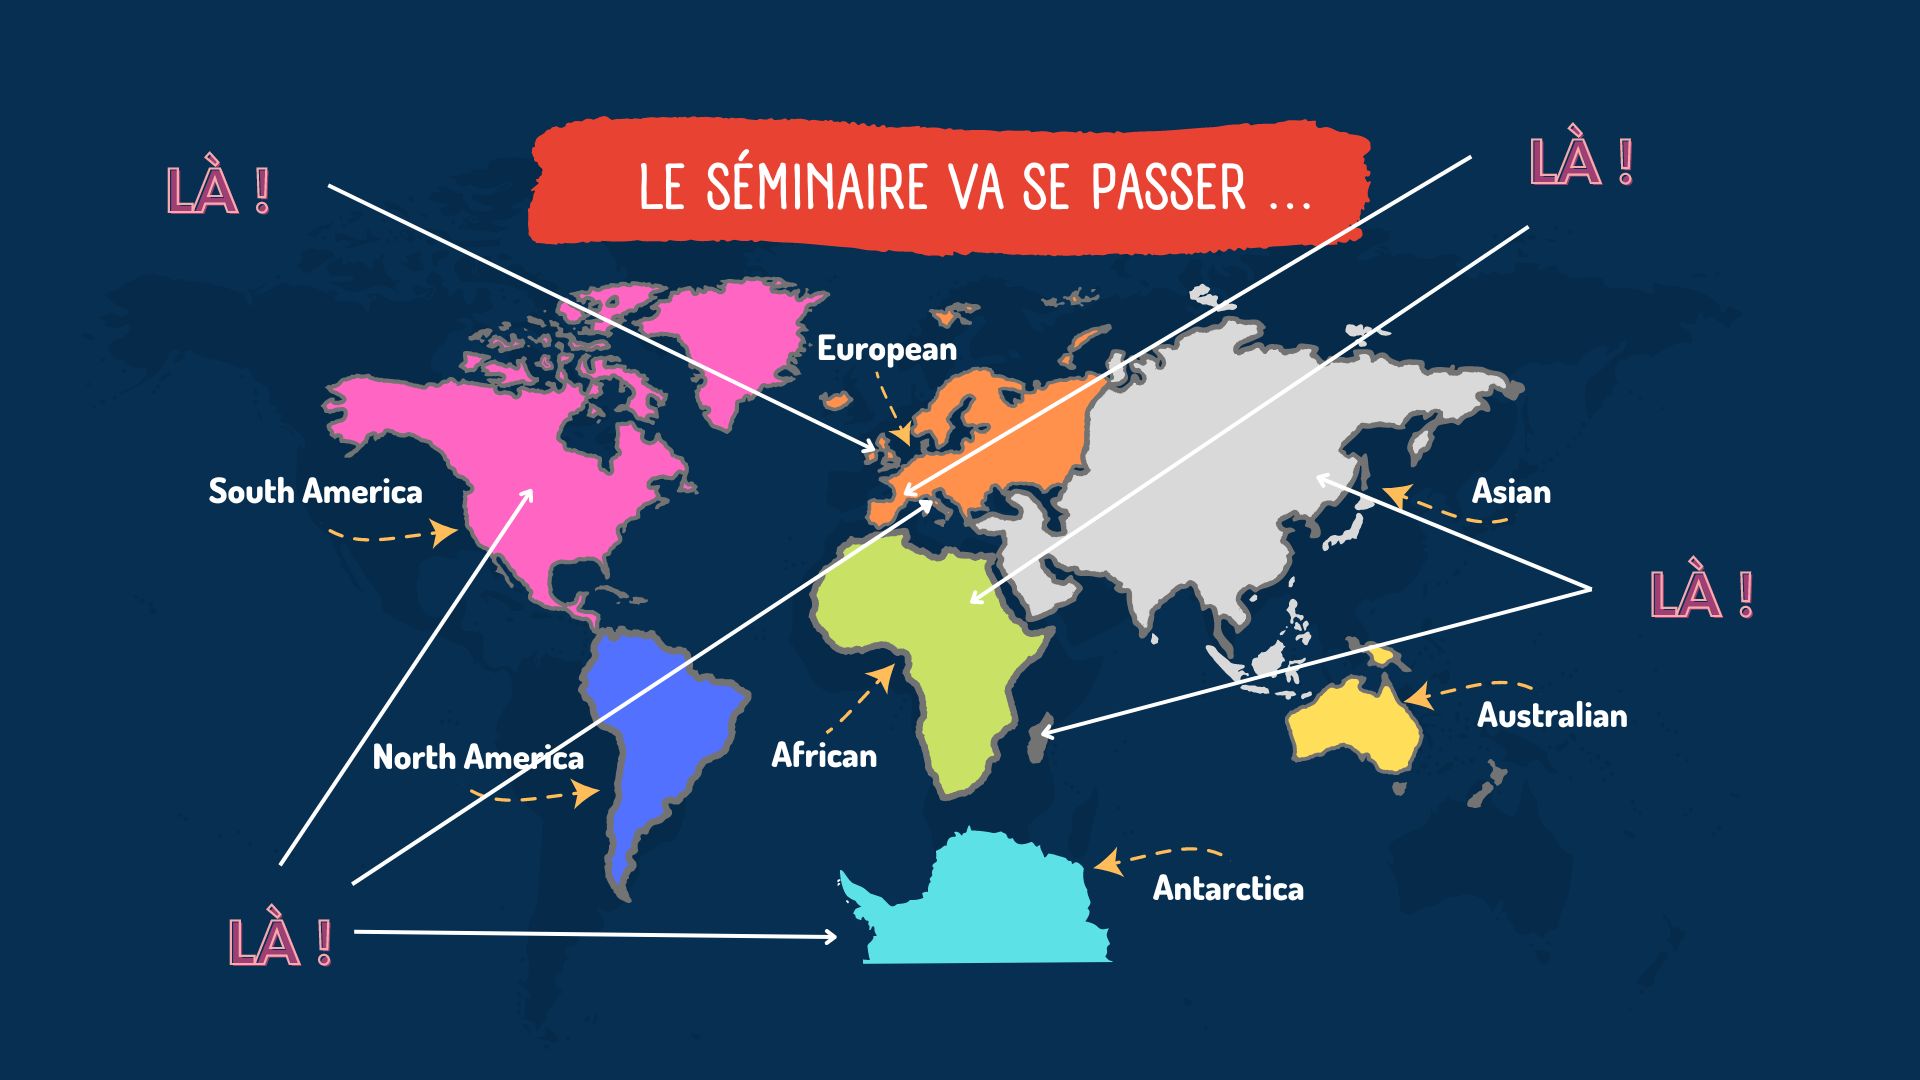 LE SÉMINAIRE VA SE PASSER ...
LÀ !
LÀ !
European
South America
Asian
LÀ !
Australian
North America
African
Antarctica
LÀ !